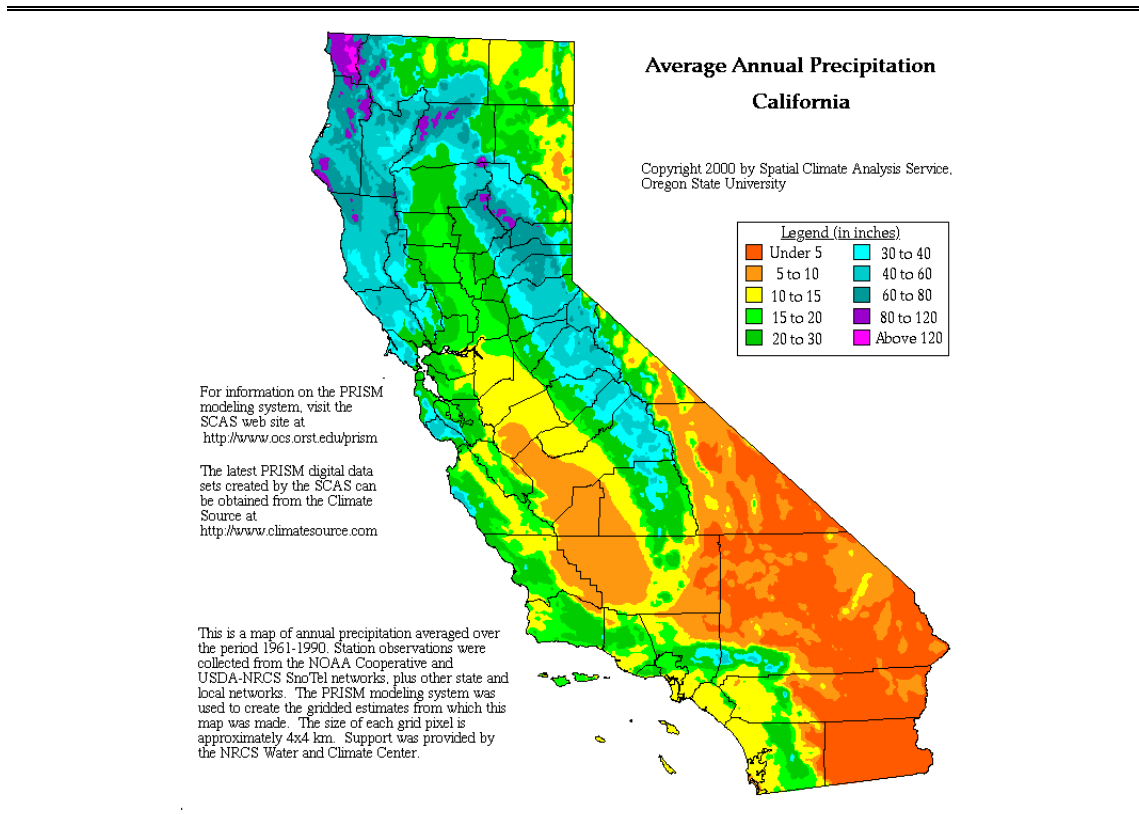 Average Annual Precipitation
California
Copyright 2000 by Spatial Climate Analysis Service,
Oregon State University
Legend (in inches)
Under 5
5 to 10
10 to 15
15 to 20
20 to 30
30 to 40
40 to 60
60 to 80
80 to 120
Above 120
For information on the PRISM
modeling system, visit the
SCAS web site at
http://www.ocs.orst.edu/prism
The latest PRISM digital data
sets created by the SCAS can
be obtained from the Climate
Source at
http://www.climatesource.com
This is a map of annual precipitation averaged over
the period 1961-1990. Station observations were
collected from the NOAA Cooperative and
USDA-NRCS SnoTel networks, plus other state and
local networks. The PRISM modeling system was
used to create the gridded estimates from which this
map was made. The size of each grid pixel is
approximately 4x4 km. Support was provided by
the NRCS Water and Climate Center.